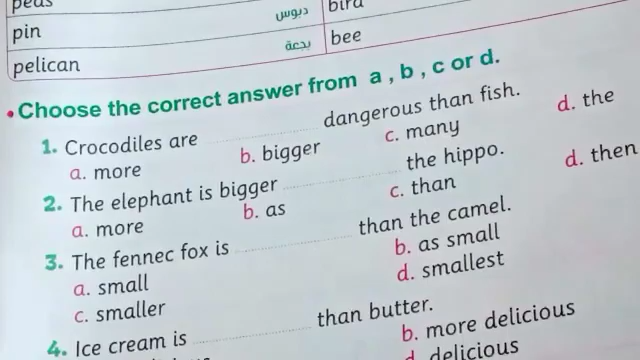 peas
bird
pin دبوس
bee
pelican بجعة
• Choose the correct answer from a , b , c or d.
1. Crocodiles are .................... dangerous than fish.
a. more b. bigger c. many d. the
2. The elephant is bigger .................... the hippo.
a. more b. as c. than d. then
3. The fennec fox is .................... than the camel.
a. small b. as small
c. smaller d. smallest
4. Ice cream is .................... than butter.
b. more delicious
d. delicious